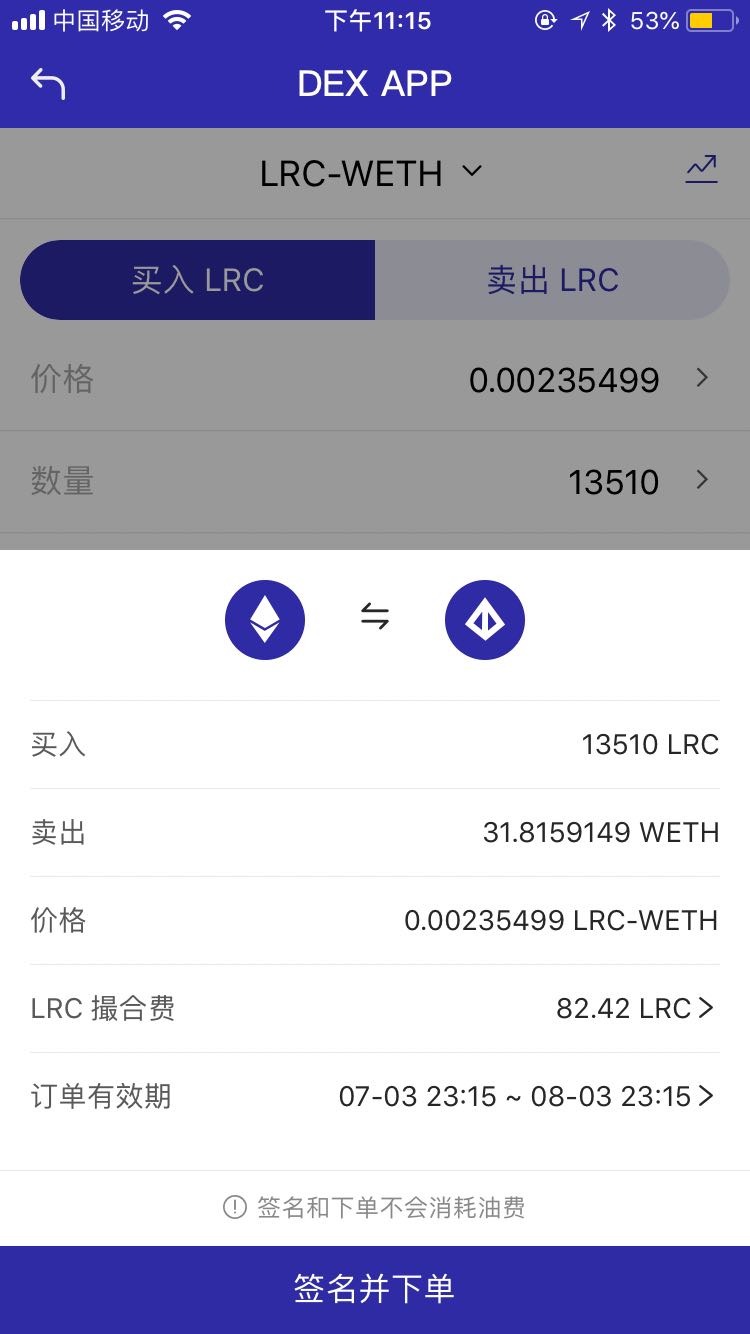 中国移动 下午11:15 53%
DEX APP
LRC-WETH
买入 LRC 卖出 LRC
价格 0.00235499
数量 13510
买入 13510 LRC
卖出 31.8159149 WETH
价格 0.00235499 LRC-WETH
LRC 撮合费 82.42 LRC
订单有效期 07-03 23:15 ~ 08-03 23:15
签名和下单不会消耗油费
签名并下单